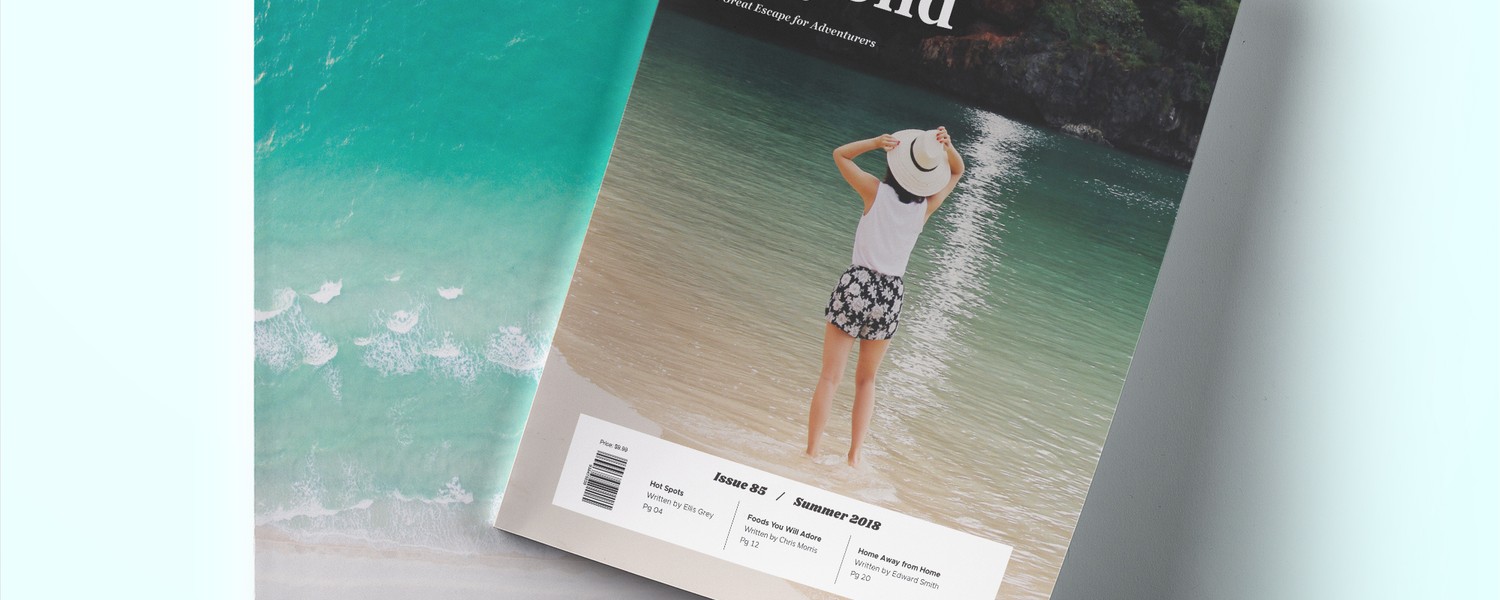 Great Escape for Adventurers
Price: $9.99
Issue 85 / Summer 2018
Hot Spots
Written by Ellis Grey
Pg 04
Foods You Will Adore
Written by Chris Morris
Pg 12
Home Away from Home
Written by Edward Smith
Pg 20